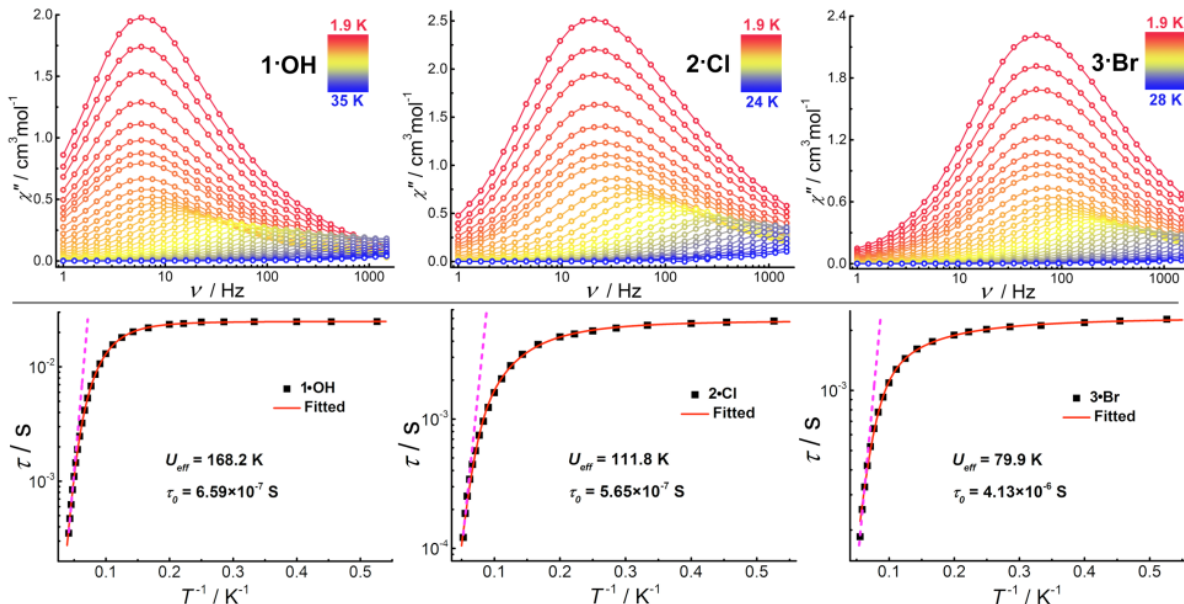 2.0
1.5
1.0
0.5
0.0
χ″ / cm³mol⁻¹
1 10 100 1000
ν / Hz
1·OH
1.9 K
35 K
2.5
2.0
1.5
1.0
0.5
0.0
χ″ / cm³mol⁻¹
1 10 100 1000
ν / Hz
2·Cl
1.9 K
24 K
2.4
1.8
1.2
0.6
0.0
χ″ / cm³mol⁻¹
1 10 100 1000
ν / Hz
3·Br
1.9 K
28 K
10⁻²
10⁻³
τ / s
1•OH
Fitted
U_eff = 168.2 K
τ₀ = 6.59×10⁻⁷ S
0.1 0.2 0.3 0.4 0.5
T⁻¹ / K⁻¹
10⁻³
10⁻⁴
τ / s
2•Cl
Fitted
U_eff = 111.8 K
τ₀ = 5.65×10⁻⁷ S
0.1 0.2 0.3 0.4 0.5
T⁻¹ / K⁻¹
10⁻³
τ / s
3•Br
Fitted
U_eff = 79.9 K
τ₀ = 4.13×10⁻⁶ S
0.1 0.2 0.3 0.4 0.5
T⁻¹ / K⁻¹